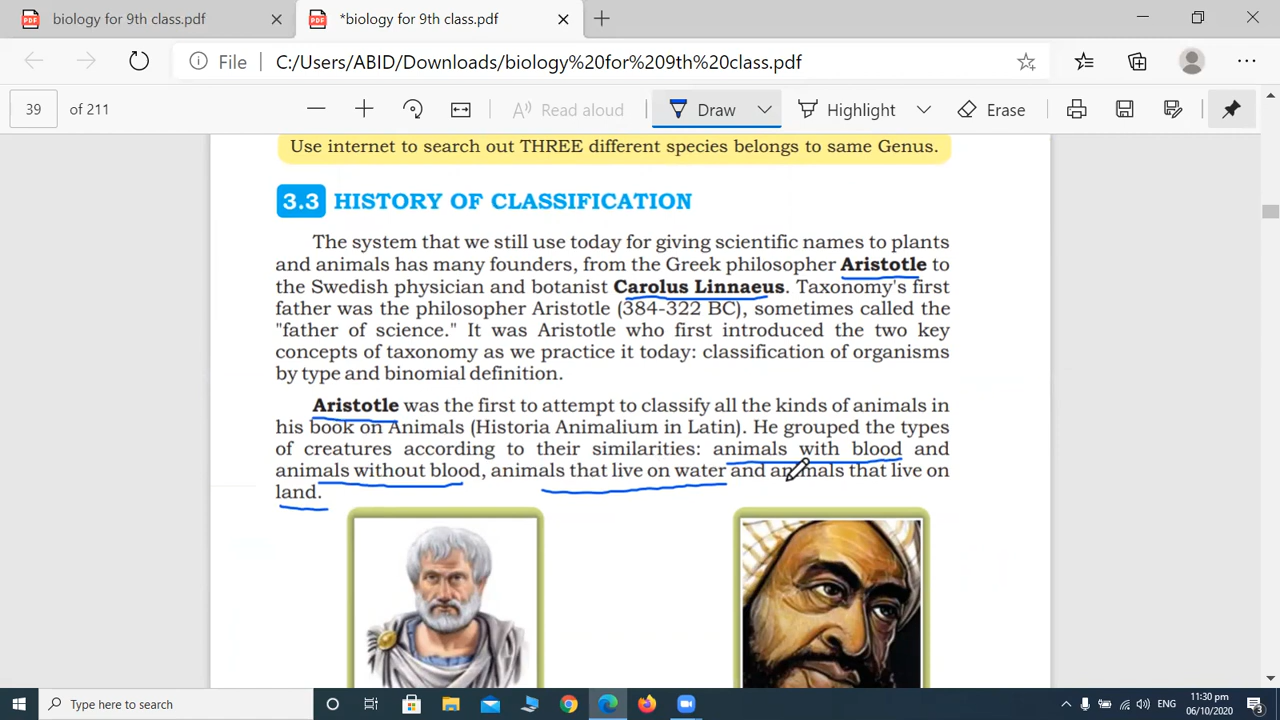 biology for 9th class.pdf
*biology for 9th class.pdf
File
C:/Users/ABID/Downloads/biology%20for%209th%20class.pdf
39 of 211
Read aloud
Draw
Highlight
Erase
Use internet to search out THREE different species belongs to same Genus.
3.3 HISTORY OF CLASSIFICATION
The system that we still use today for giving scientific names to plants
and animals has many founders, from the Greek philosopher Aristotle to
the Swedish physician and botanist Carolus Linnaeus. Taxonomy's first
father was the philosopher Aristotle (384-322 BC), sometimes called the
"father of science." It was Aristotle who first introduced the two key
concepts of taxonomy as we practice it today: classification of organisms
by type and binomial definition.
Aristotle was the first to attempt to classify all the kinds of animals in
his book on Animals (Historia Animalium in Latin). He grouped the types
of creatures according to their similarities: animals with blood and
animals without blood, animals that live on water and animals that live on
land.
Type here to search
ENG
11:30 pm
06/10/2020
3